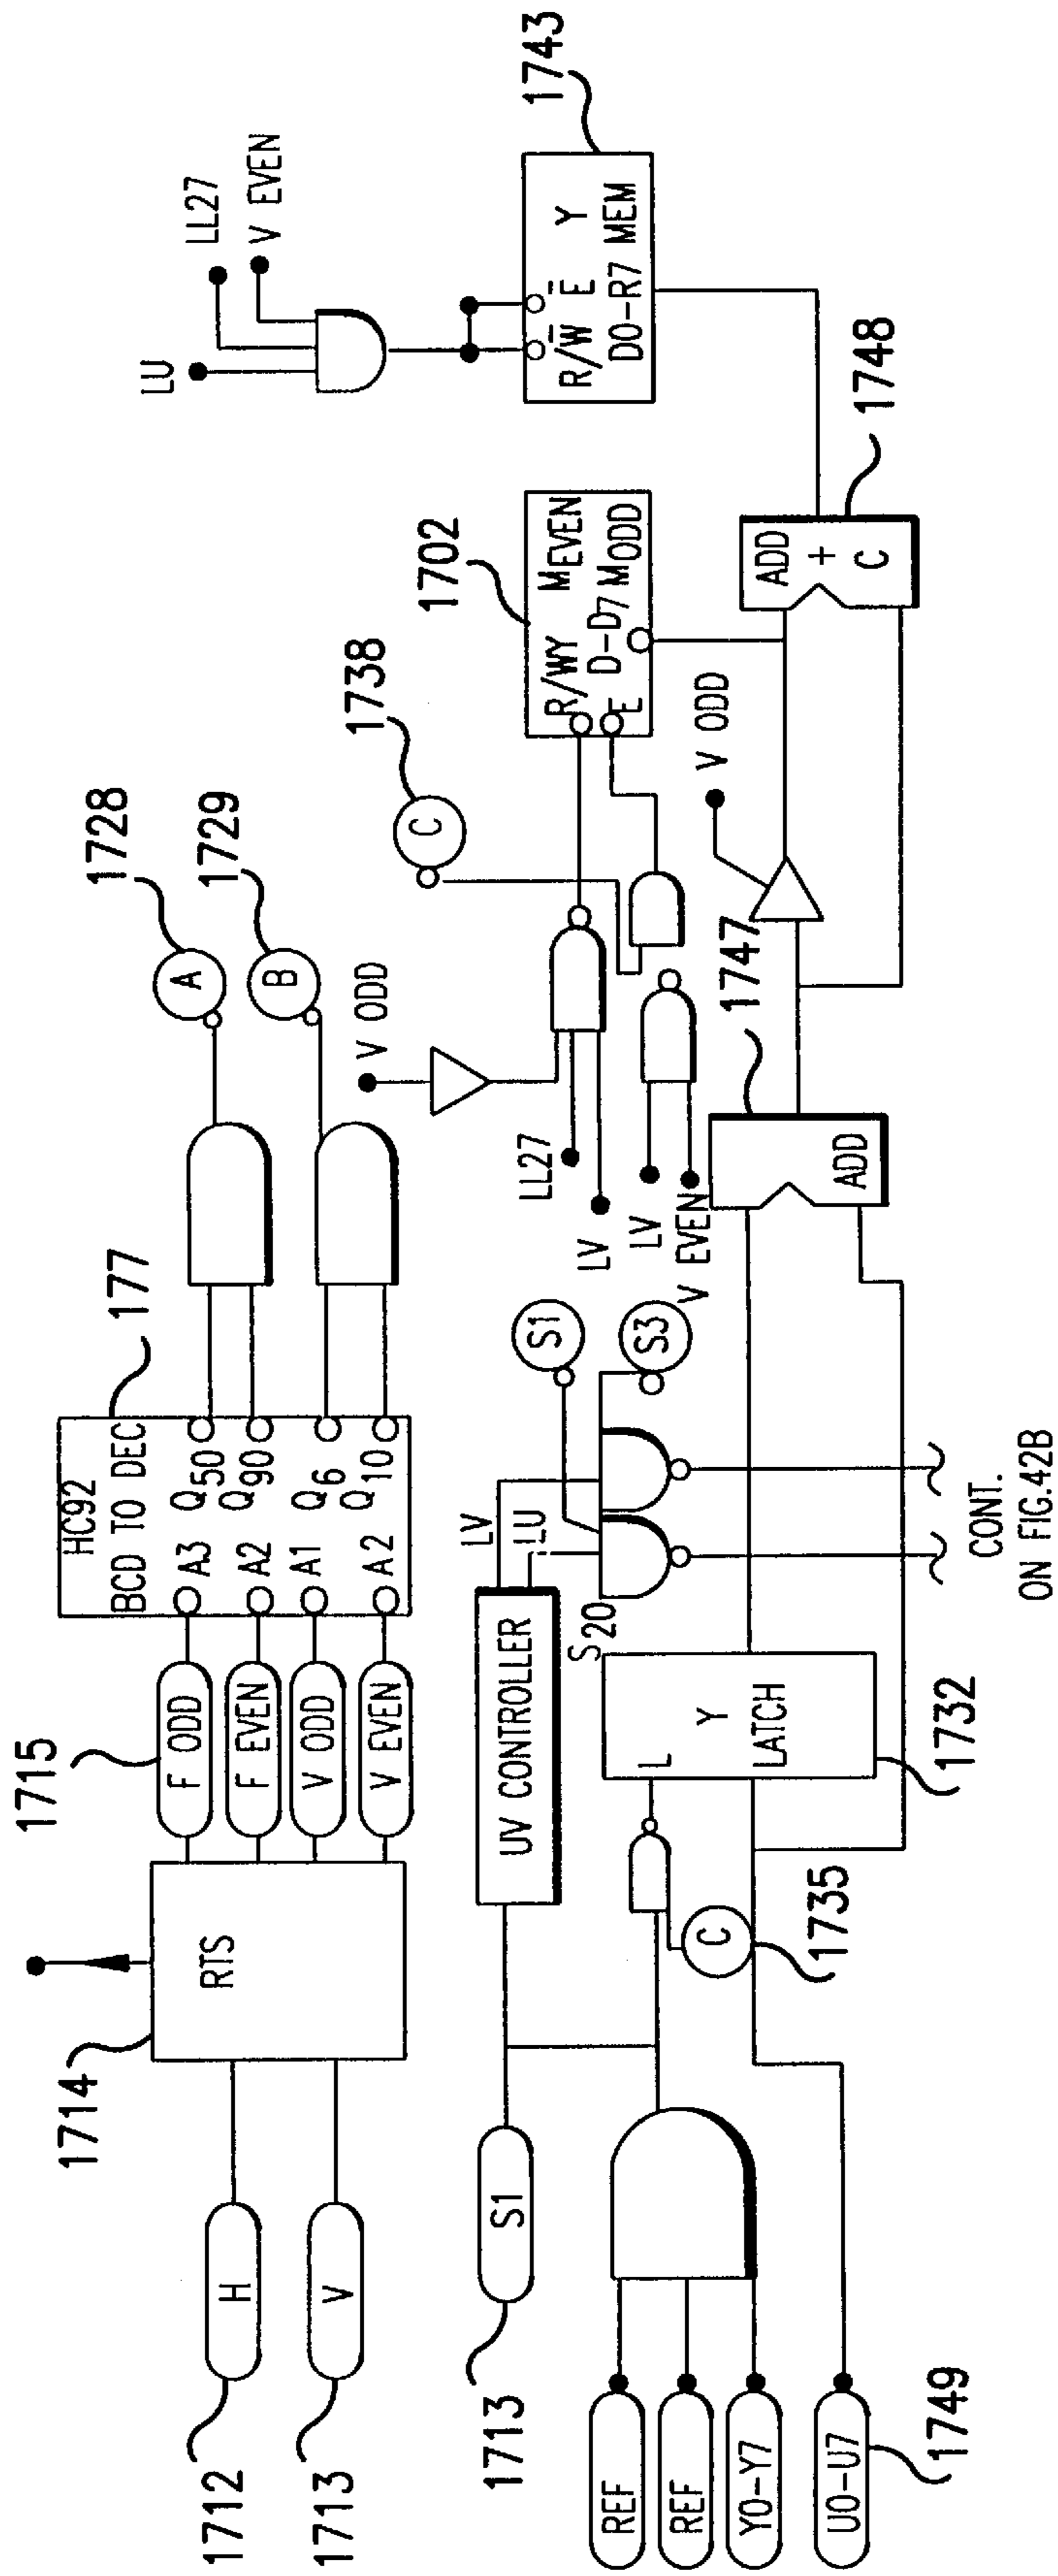 1712
H
1713
V
1714
RTS
1715
F ODD
F EVEN
V ODD
V EVEN
177
HC92
BCD TO DEC
A3
A2
A1
A2
Q50
Q90
Q6
Q10
1728
A
1729
B
LU
LL27
V EVEN
1743
R/W E Y
D0-R7 MEM
1713
S1
UV CONTROLLER
LV
LU
S1
S3
S20
V ODD
LL27
LV
LV
V EVEN
1738
C
1702
R/WY MEVEN
E D-D7 MODD
REF
REF
Y0-Y7
U0-U7
1749
C
1735
L
Y
LATCH
1732
1747
ADD
V ODD
ADD
+
C
1748
CONT.
ON FIG.42B